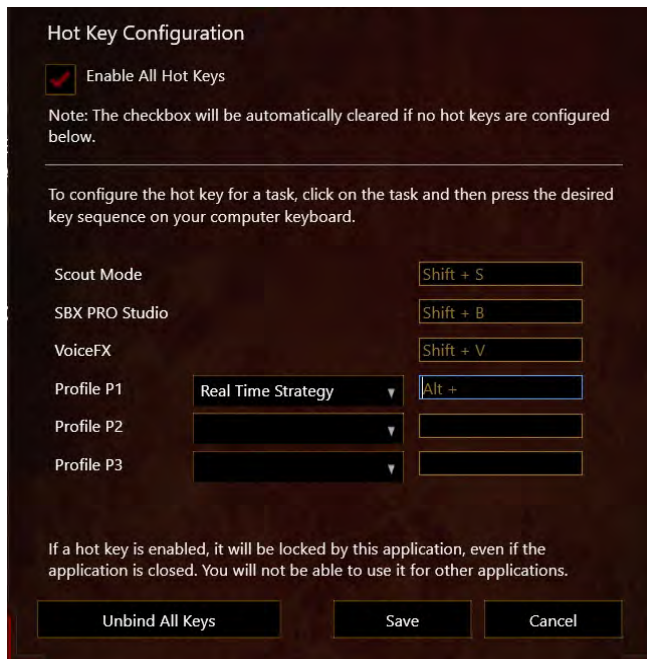 Hot Key Configuration
Enable All Hot Keys
Note: The checkbox will be automatically cleared if no hot keys are configured
below.
To configure the hot key for a task, click on the task and then press the desired
key sequence on your computer keyboard.
Scout Mode Shift + S
SBX PRO Studio Shift + B
VoiceFX Shift + V
Profile P1 Real Time Strategy Alt +
Profile P2
Profile P3
If a hot key is enabled, it will be locked by this application, even if the
application is closed. You will not be able to use it for other applications.
Unbind All Keys Save Cancel